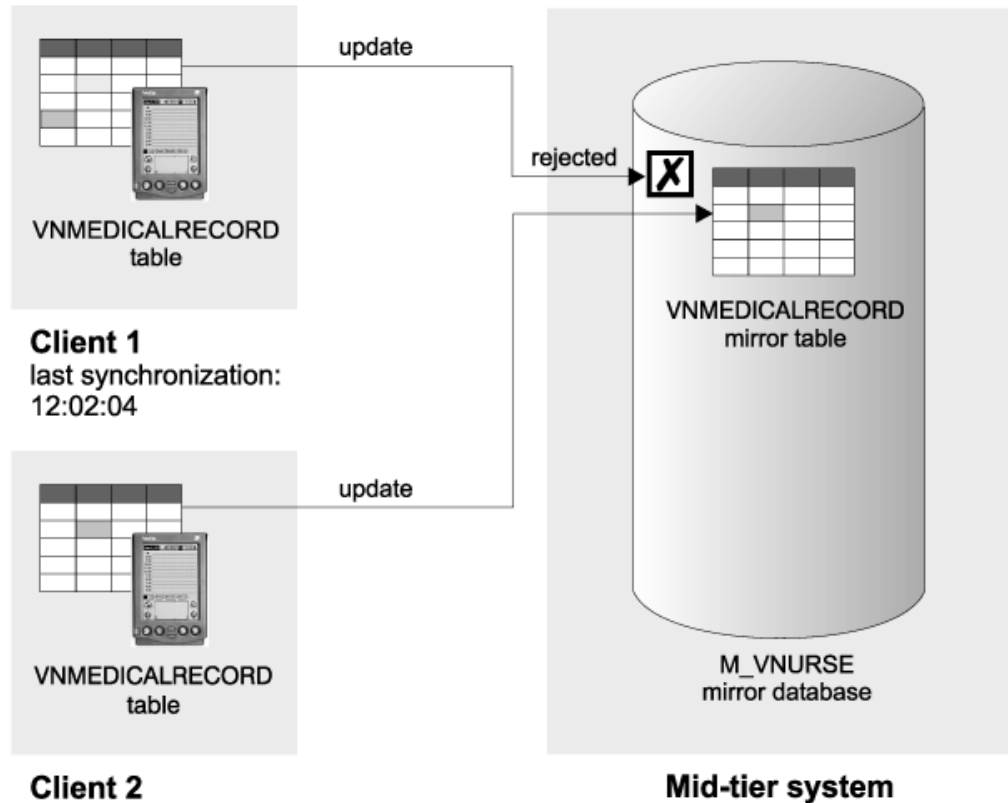 update
rejected
VNMEDICALRECORD
table
VNMEDICALRECORD
mirror table
Client 1
last synchronization:
12:02:04
update
VNMEDICALRECORD
table
M_VNURSE
mirror database
Client 2
Mid-tier system